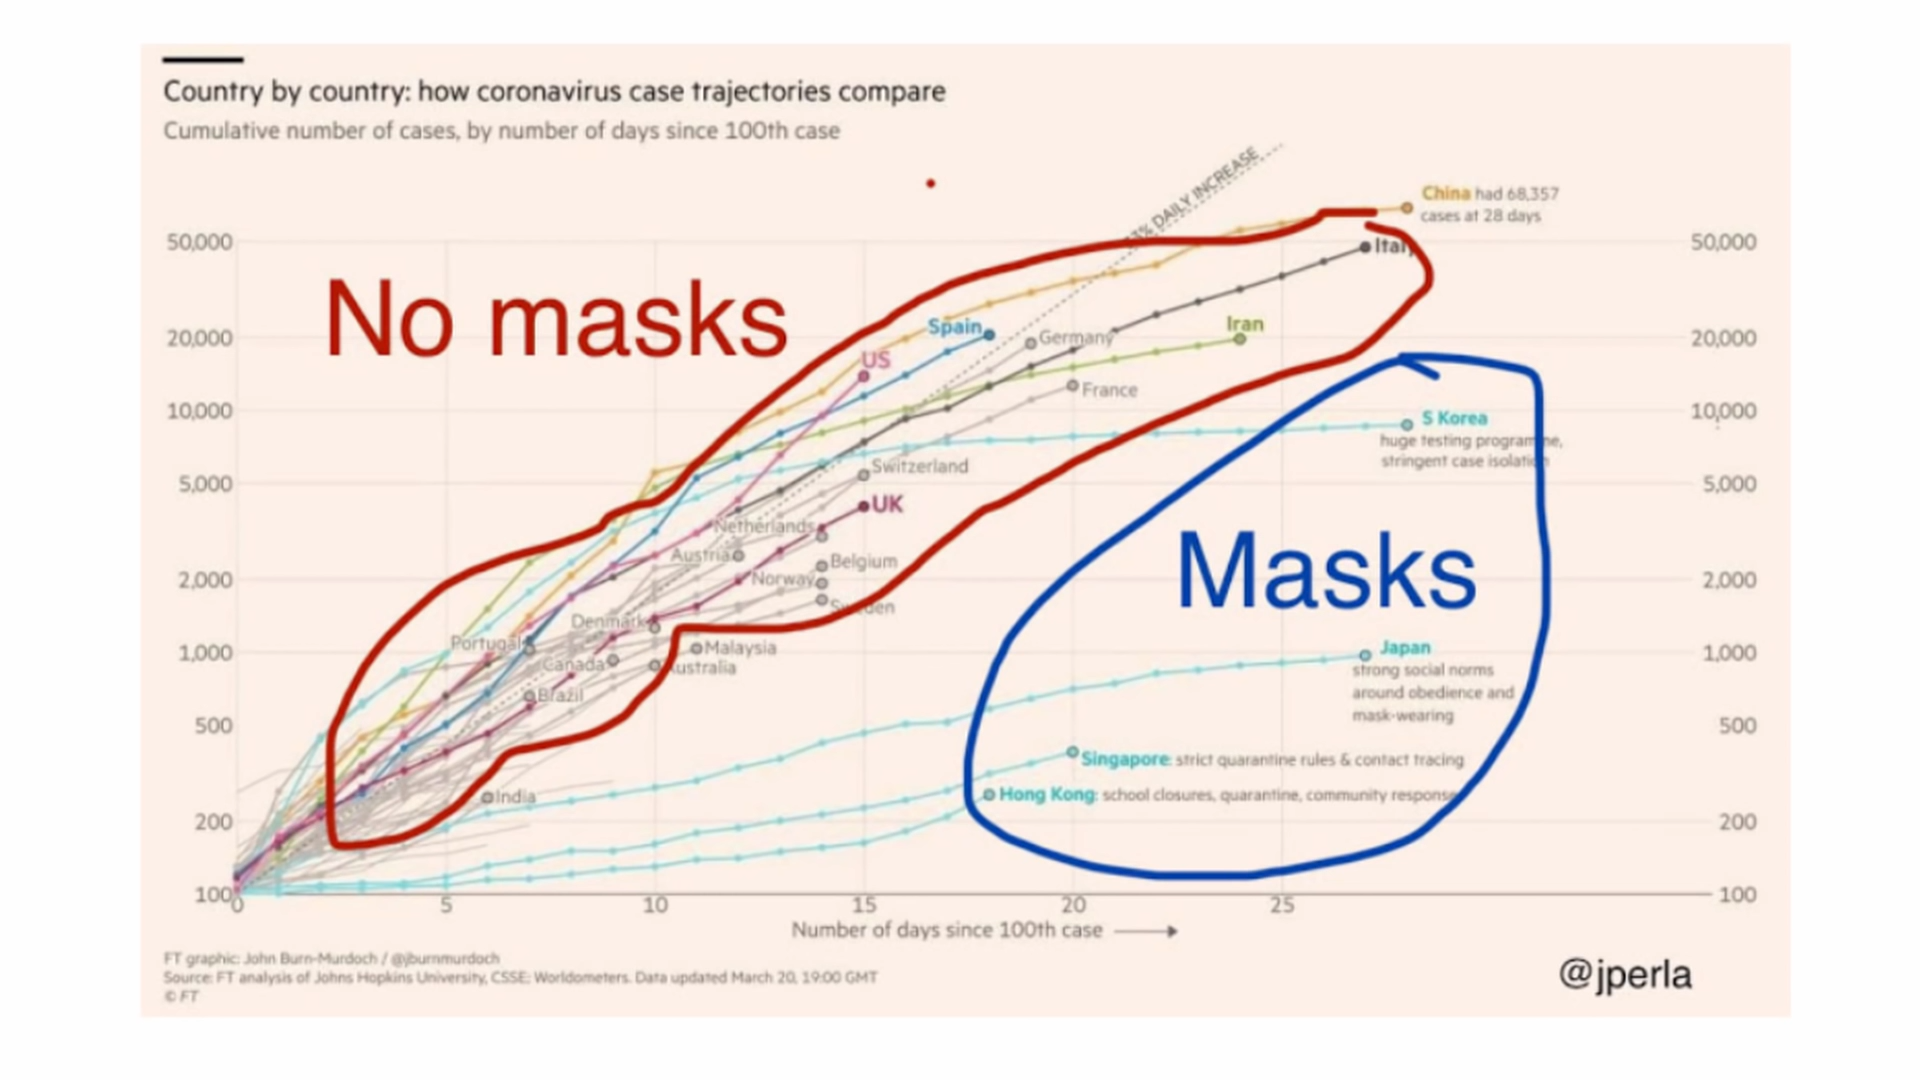 Country by country: how coronavirus case trajectories compare
Cumulative number of cases, by number of days since 100th case
DAILY INCREASE
China had 68,357
cases at 28 days
50,000
Italy
50,000
No masks
20,000
Spain
US
Germany
Iran
20,000
France
10,000
S Korea
10,000
huge testing programme,
stringent case isolation
5,000
Switzerland
5,000
UK
Netherlands
Masks
Austria
Belgium
2,000
Norway
2,000
Sweden
Denmark
Portugal
Malaysia
1,000
Canada
Australia
Japan
1,000
strong social norms
around obedience and
mask-wearing
Brazil
500
500
Singapore: strict quarantine rules & contact tracing
India
Hong Kong: school closures, quarantine, community response
200
200
100
100
0 5 10 15 20 25
Number of days since 100th case
FT graphic: John Burn-Murdoch / @jburnmurdoch
Source: FT analysis of Johns Hopkins University, CSSE; Worldometers. Data updated March 20, 19:00 GMT
© FT
@jperla